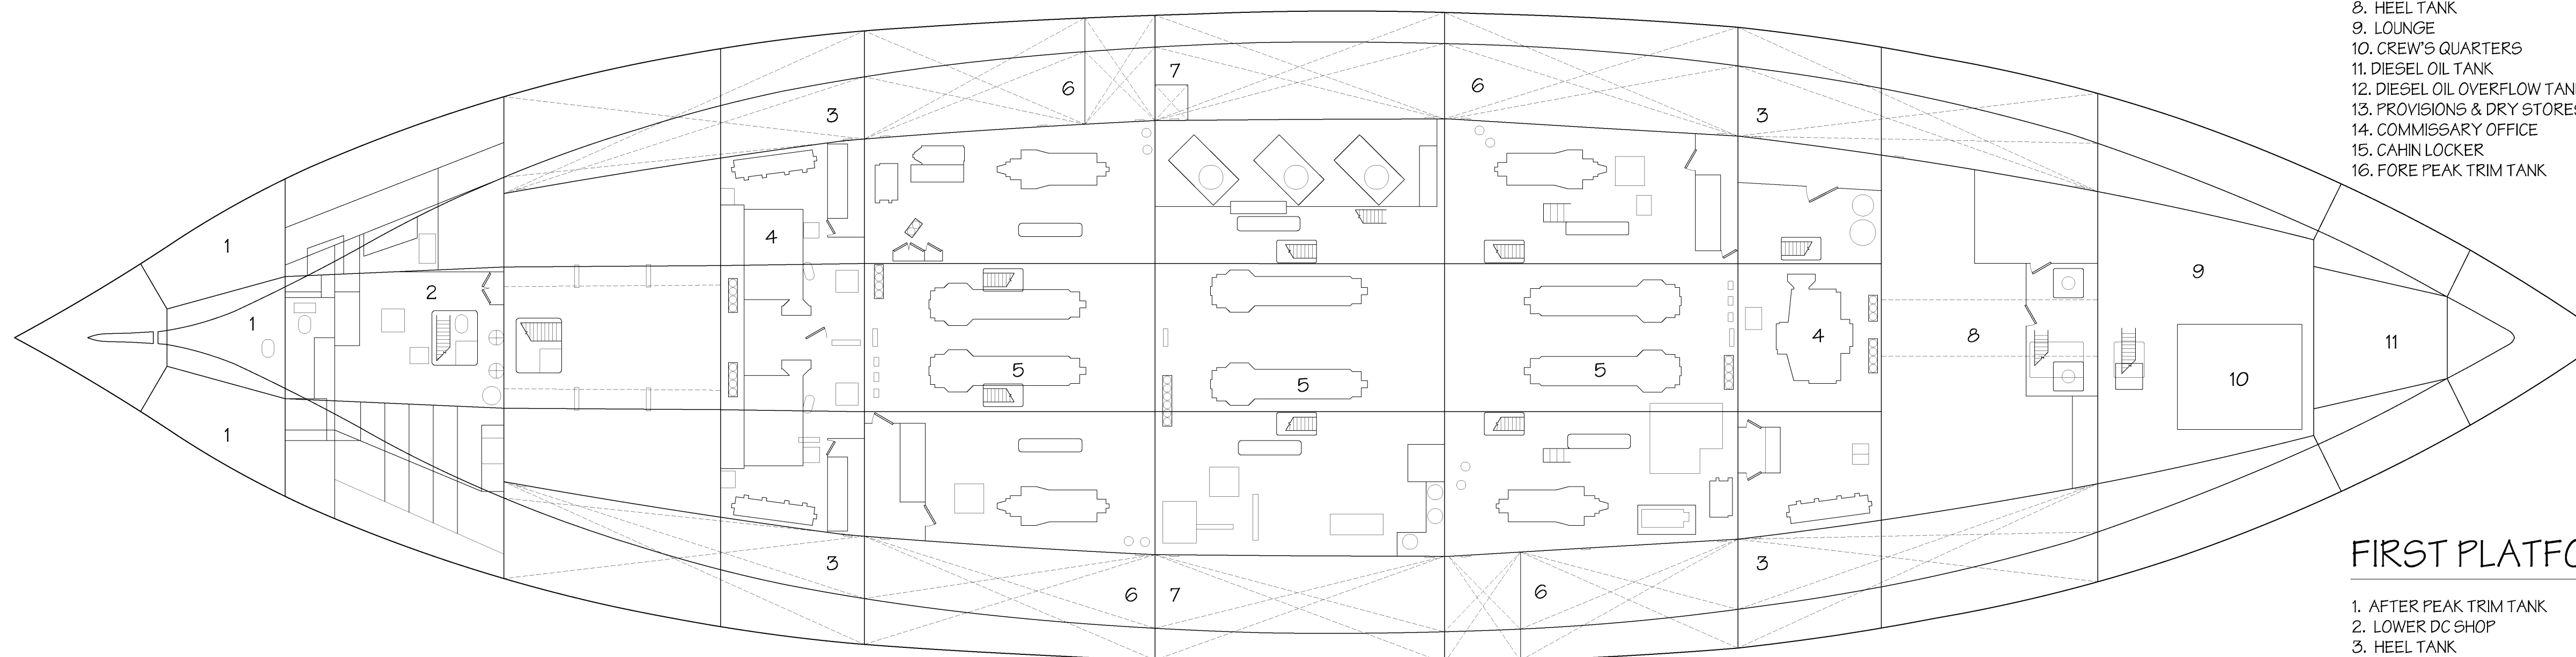 8. HEEL TANK
9. LOUNGE
10. CREW'S QUARTERS
11. DIESEL OIL TANK
12. DIESEL OIL OVERFLOW TAN
13. PROVISIONS & DRY STORES
14. COMMISSARY OFFICE
15. CAHIN LOCKER
16. FORE PEAK TRIM TANK
7
6
6
3
3
1
4
9
2
1
4
8
11
5
5
5
10
1
3
3
6
7
6
FIRST PLATFO
1. AFTER PEAK TRIM TANK
2. LOWER DC SHOP
3. HEEL TANK